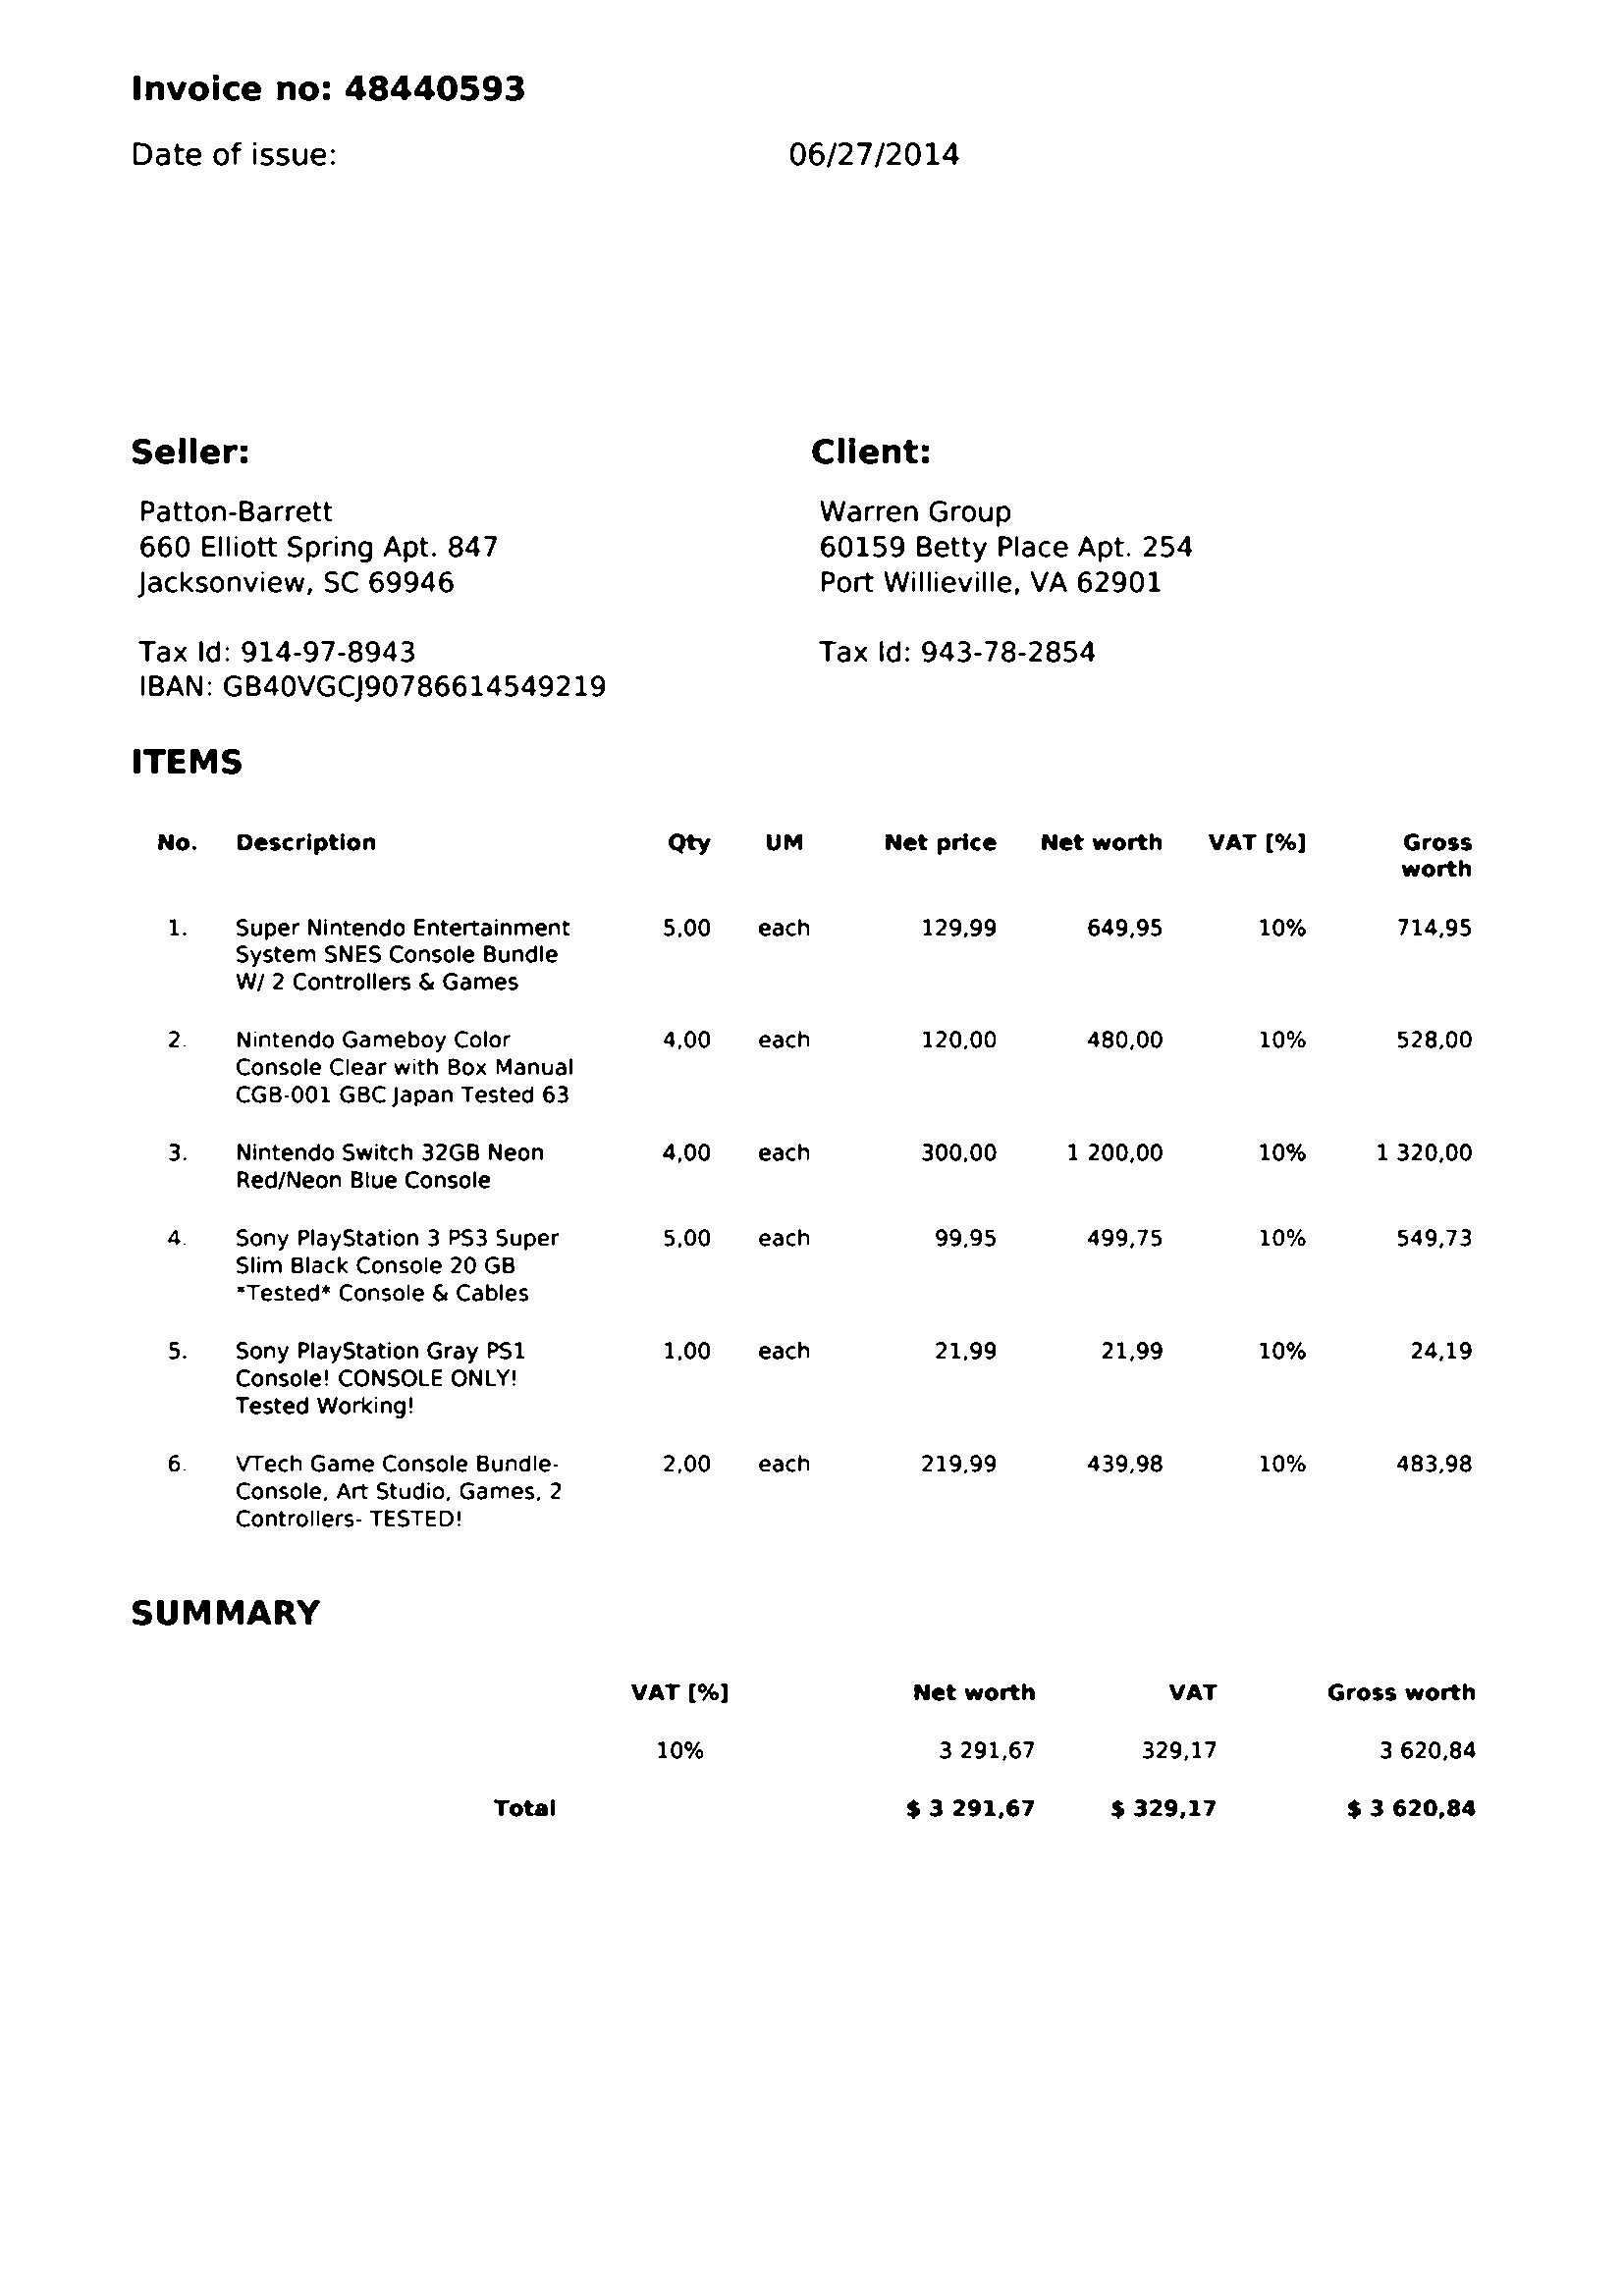 Invoice no: 48440593
Date of issue: 06/27/2014
Seller: Client:
Patton-Barrett Warren Group
660 Elliott Spring Apt. 847 60159 Betty Place Apt. 254
Jacksonview, SC 69946 Port Willieville, VA 62901
Tax Id: 914-97-8943 Tax Id: 943-78-2854
IBAN: GB40VGCJ90786614549219
ITEMS
No. Description Qty UM Net price Net worth VAT [%] Gross
worth
1. Super Nintendo Entertainment 5,00 each 129,99 649,95 10% 714,95
System SNES Console Bundle
W/ 2 Controllers & Games
2. Nintendo Gameboy Color 4,00 each 120,00 480,00 10% 528,00
Console Clear with Box Manual
CGB-001 GBC Japan Tested 63
3. Nintendo Switch 32GB Neon 4,00 each 300,00 1 200,00 10% 1 320,00
Red/Neon Blue Console
4. Sony PlayStation 3 PS3 Super 5,00 each 99,95 499,75 10% 549,73
Slim Black Console 20 GB
*Tested* Console & Cables
5. Sony PlayStation Gray PS1 1,00 each 21,99 21,99 10% 24,19
Console! CONSOLE ONLY!
Tested Working!
6. VTech Game Console Bundle- 2,00 each 219,99 439,98 10% 483,98
Console, Art Studio, Games, 2
Controllers- TESTED!
SUMMARY
VAT [%] Net worth VAT Gross worth
10% 3 291,67 329,17 3 620,84
Total $ 3 291,67 $ 329,17 $ 3 620,84